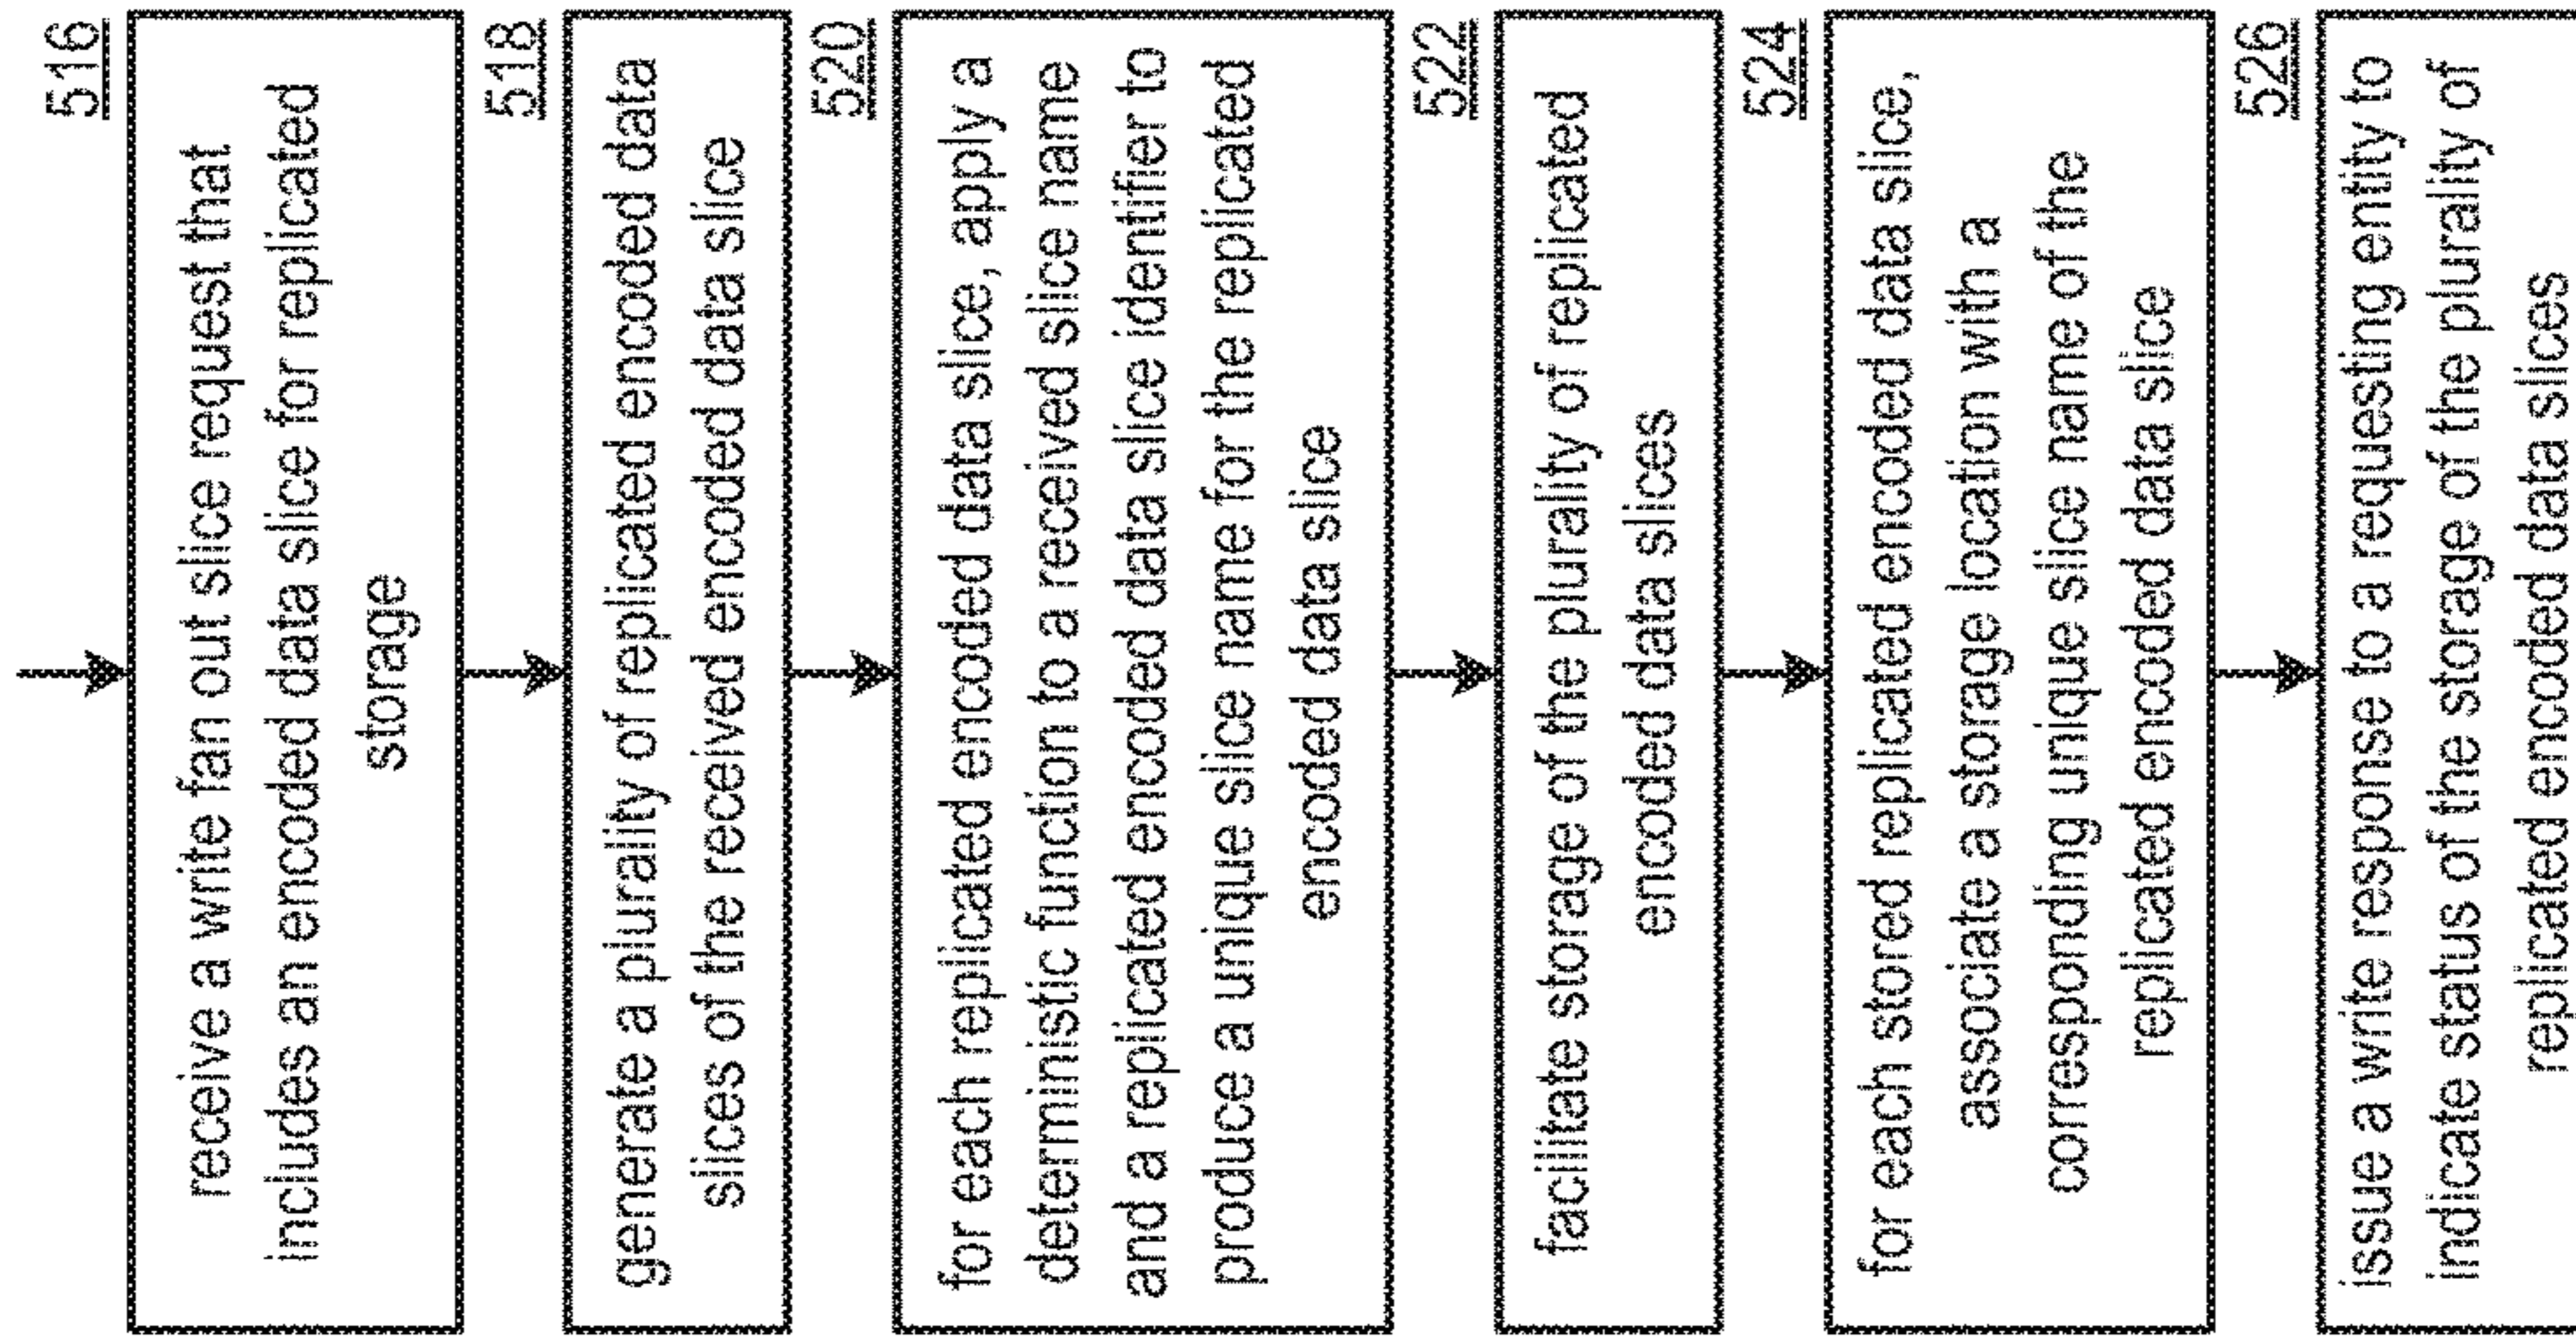 516
receive a write fan out slice request that
includes an encoded data slice for replicated
storage
518
generate a plurality of replicated encoded data
slices of the received encoded data slice
520
for each replicated encoded data slice, apply a
deterministic function to a received slice name
and a replicated encoded data slice identifier to
produce a unique slice name for the replicated
encoded data slice
522
facilitate storage of the plurality of replicated
encoded data slices
524
for each stored replicated encoded data slice,
associate a storage location with a
corresponding unique slice name of the
replicated encoded data slice
526
issue a write response to a requesting entity to
indicate status of the storage of the plurality of
replicated encoded data slices